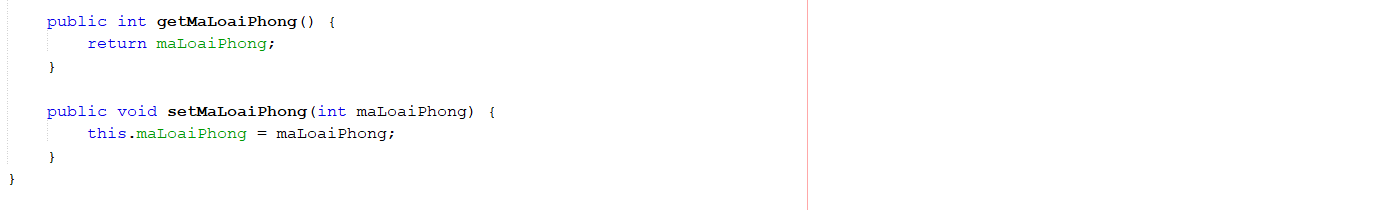 public int getMaLoaiPhong() {
return maLoaiPhong;
}
public void setMaLoaiPhong(int maLoaiPhong) {
this.maLoaiPhong = maLoaiPhong;
}
}